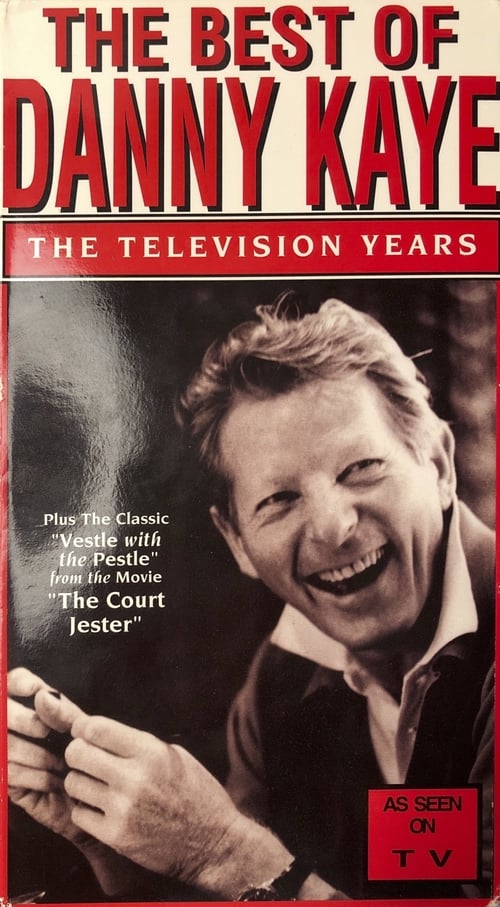 THE BEST OF
DANNY KAYE
THE TELEVISION YEARS
Plus The Classic
"Vestle with
the Pestle"
from the Movie
"The Court
Jester"
AS SEEN
ON
TV